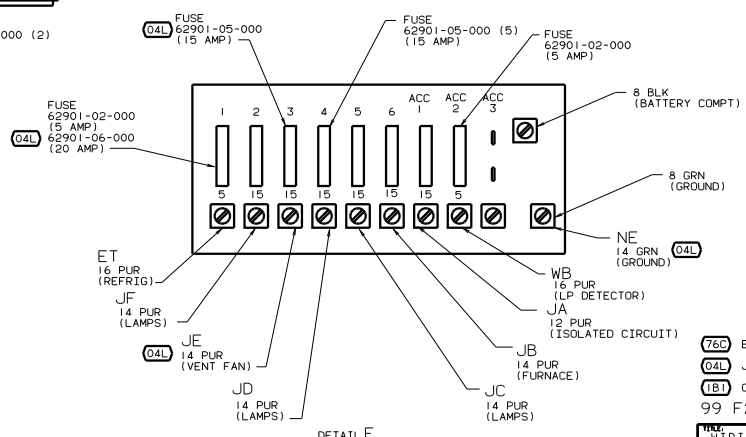 000 (2)
04L
FUSE
62901-05-000
(15 AMP)
FUSE
62901-05-000 (5)
(15 AMP)
FUSE
62901-02-000
(5 AMP)
FUSE
62901-02-000
(5 AMP)
04L
62901-06-000
(20 AMP)
1 2 3 4 5 6 ACC 1 ACC 2 ACC 3
8 BLK
(BATTERY COMPT)
5 15 15 15 15 15 15 5
8 GRN
(GROUND)
NE
14 GRN
(GROUND)
04L
ET
16 PUR
(REFRIG)
JF
14 PUR
(LAMPS)
04L
JE
14 PUR
(VENT FAN)
JD
14 PUR
(LAMPS)
WB
16 PUR
(LP DETECTOR)
JA
12 PUR
(ISOLATED CIRCUIT)
JB
14 PUR
(FURNACE)
JC
14 PUR
(LAMPS)
DETAIL F
76C
04L J
1B1
99 F
TITLE: